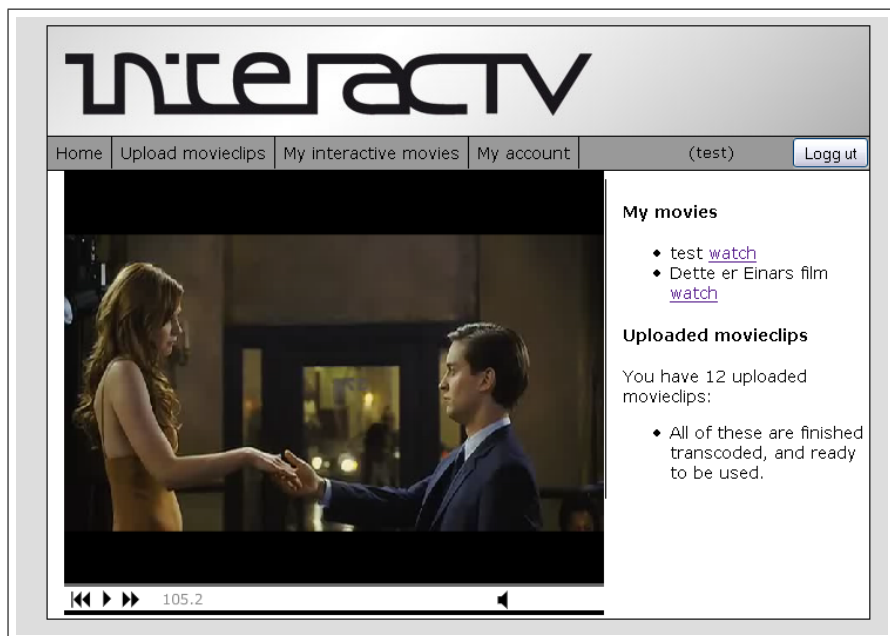 INTERACTV
Home Upload movieclips My interactive movies My account (test) Logg ut
My movies
test watch
Dette er Einars film
watch
Uploaded movieclips
You have 12 uploaded
movieclips:
All of these are finished
transcoded, and ready
to be used.
105.2